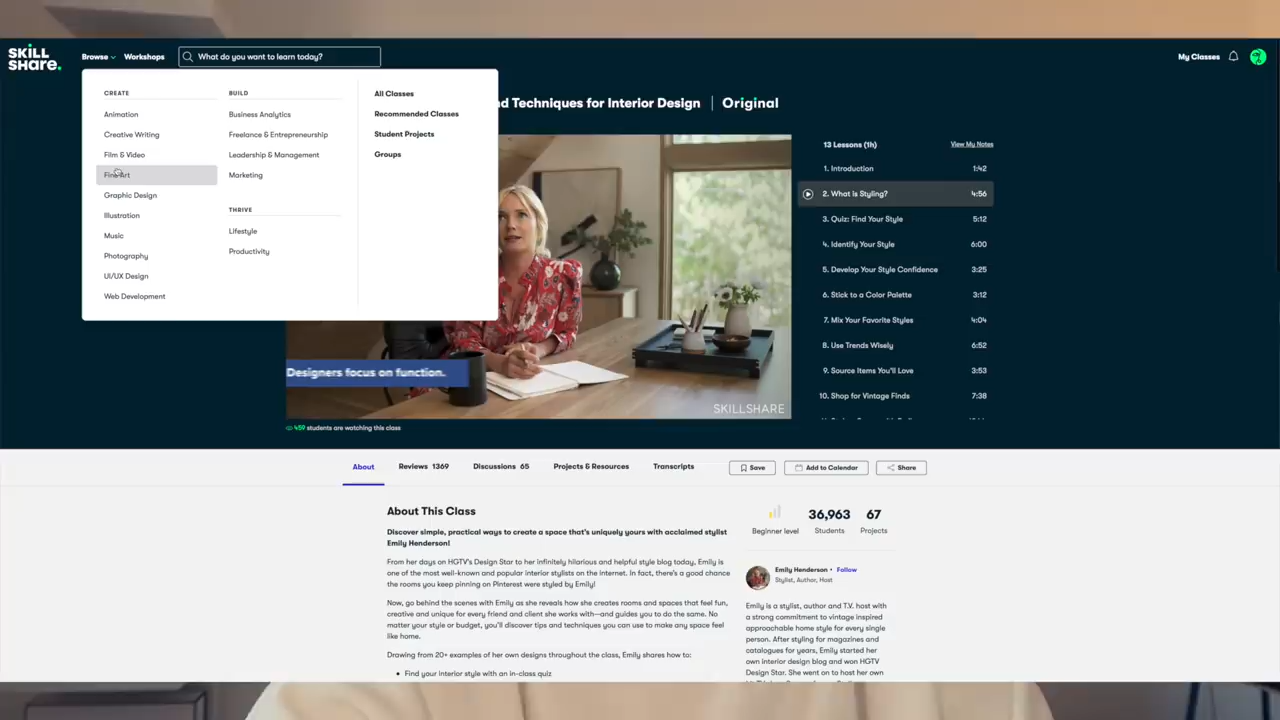 SKILL
SHARE.
Browse
Workshops
What do you want to learn today?
My Classes
CREATE
Animation
Creative Writing
Film & Video
Fine Art
Graphic Design
Illustration
Music
Photography
UI/UX Design
Web Development
BUILD
Business Analytics
Freelance & Entrepreneurship
Leadership & Management
Marketing
THRIVE
Lifestyle
Productivity
All Classes
Recommended Classes
Student Projects
Groups
Techniques for Interior Design | Original
Designers focus on function.
SKILLSHARE
459 students are watching this class
13 Lessons (1h)
View My Notes
1. Introduction 1:42
2. What is Styling? 4:56
3. Quiz: Find Your Style 5:12
4. Identify Your Style 6:00
5. Develop Your Style Confidence 3:25
6. Stick to a Color Palette 3:12
7. Mix Your Favorite Styles 4:04
8. Use Trends Wisely 6:52
9. Source Items You'll Love 3:53
10. Shop for Vintage Finds 7:38
About
Reviews 1369
Discussions 65
Projects & Resources
Transcripts
Save
Add to Calendar
Share
About This Class
Discover simple, practical ways to create a space that's uniquely yours with acclaimed stylist
Emily Henderson!
From her days on HGTV's Design Star to her infinitely hilarious and helpful style blog today, Emily is
one of the most well-known and popular interior stylists on the internet. In fact, there's a good chance
the rooms you keep pinning on Pinterest were styled by Emily!
Now, go behind the scenes with Emily as she reveals how she creates rooms and spaces that feel fun,
creative and unique for every friend and client she works with—and guides you to do the same. No
matter your style or budget, you'll discover tips and techniques you can use to make any space feel
like home.
Drawing from 20+ examples of her own designs throughout the class, Emily shares how to:
• Find your interior style with an in-class quiz
Beginner level
36,963
Students
67
Projects
Emily Henderson • Follow
Stylist, Author, Host
Emily is a stylist, author and T.V. host with
a strong commitment to vintage inspired
approachable home style for every single
person. After styling for magazines and
catalogues for years, Emily started her
own interior design blog and won HGTV
Design Star. She went on to host her own